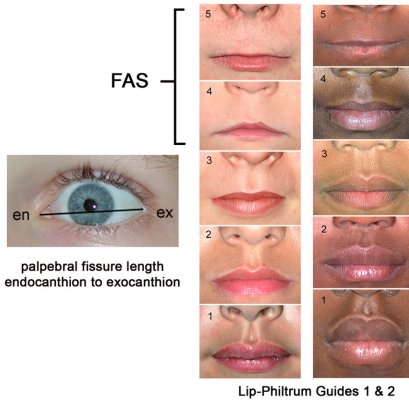 FAS
5
4
3
2
1
5
4
3
2
1
en
ex
palpebral fissure length
endocanthion to exocanthion
Lip-Philtrum Guides 1 & 2